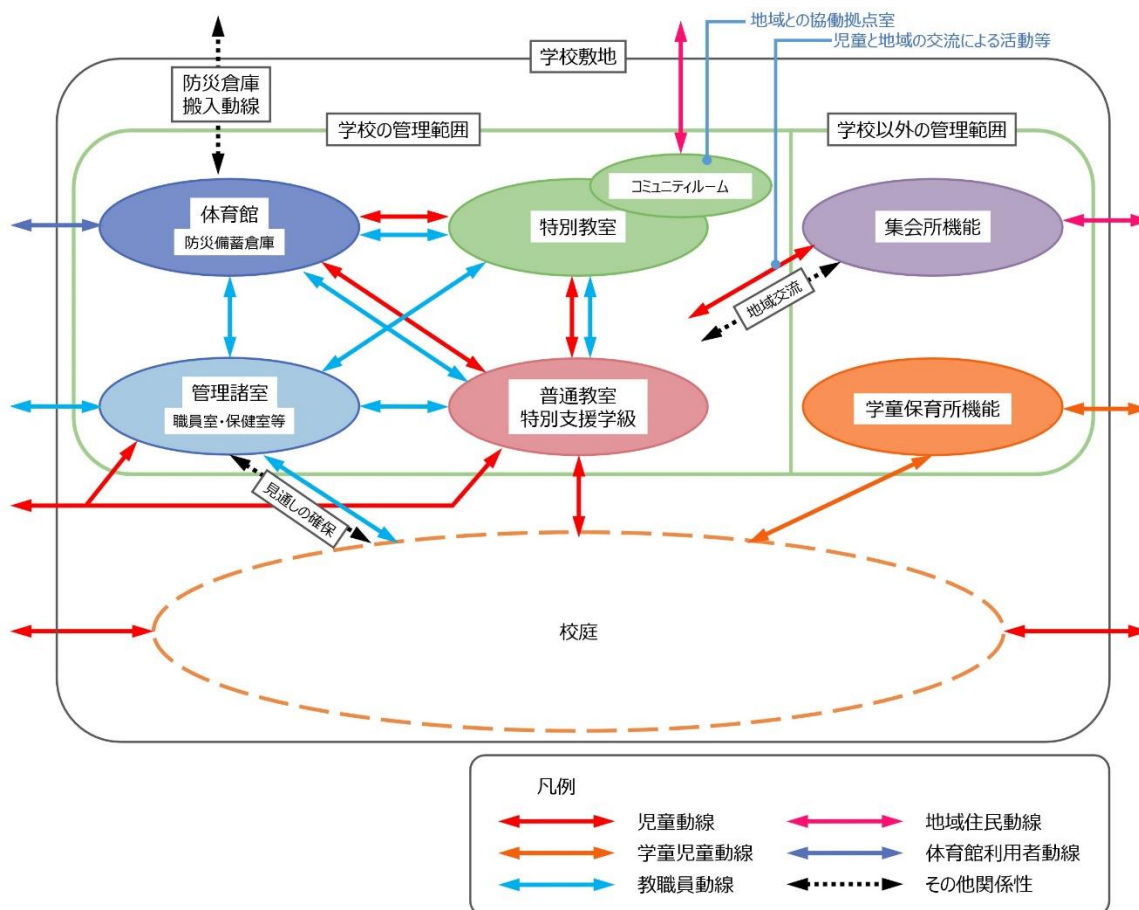 地域との協働拠点室
児童と地域の交流による活動等
学校敷地
防災倉庫
搬入動線
学校の管理範囲
学校以外の管理範囲
コミュニティルーム
体育館
防災備蓄倉庫
特別教室
集会所機能
地域交流
管理諸室
職員室・保健室等
普通教室
特別支援学級
学童保育所機能
見通しの確保
校庭
凡例
児童動線
地域住民動線
学童児童動線
体育館利用者動線
教職員動線
その他関係性